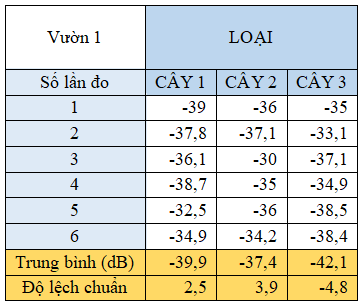 Vườn 1 LOẠI
Số lần đo CÂY 1 CÂY 2 CÂY 3
1 -39 -36 -35
2 -37,8 -37,1 -33,1
3 -36,1 -30 -37,1
4 -38,7 -35 -34,9
5 -32,5 -36 -38,5
6 -34,9 -34,2 -38,4
Trung bình (dB) -39,9 -37,4 -42,1
Độ lệch chuẩn 2,5 3,9 -4,8